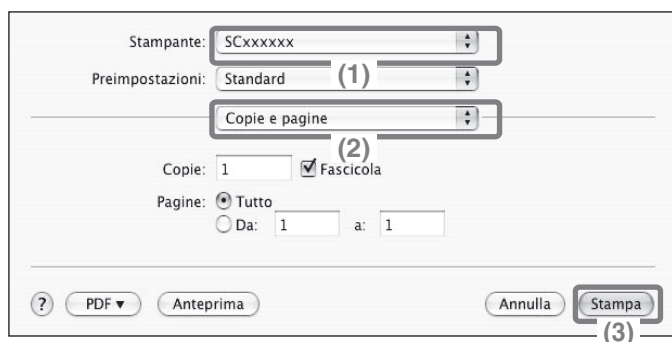 Stampante: SCxxxxxx
(1)
Preimpostazioni: Standard
Copie e pagine
(2)
Copie: 1 Fascicola
Pagine: Tutto
Da: 1 a: 1
? PDF Anteprima Annulla Stampa
(3)